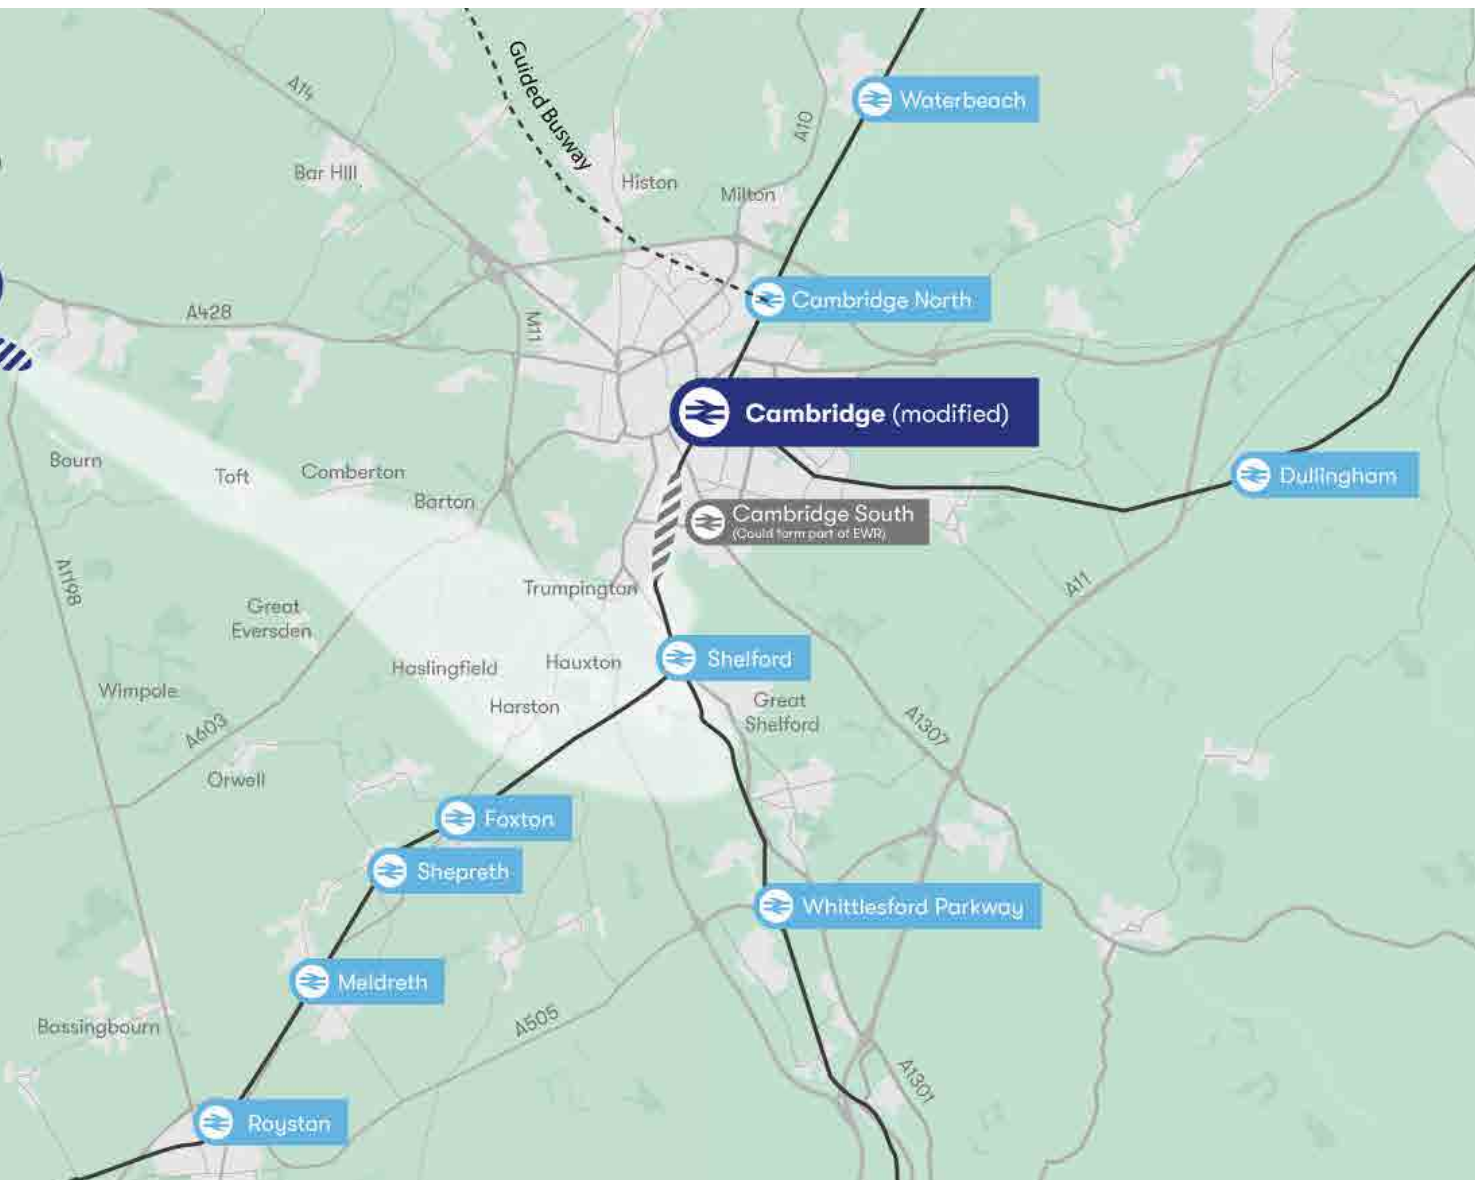 Guided Busway
A14
A10
Waterbeach
Bar Hill
Histon
Milton
Cambridge North
A428
M11
Cambridge (modified)
Bourn
Toft
Comberton
Barton
Dullingham
Cambridge South
(Could form part of EWR)
A1198
A11
Trumpington
Great
Eversden
Haslingfield
Hauxton
Shelford
Wimpole
Harston
Great
Shelford
A603
A1307
Orwell
Foxton
Shepreth
Whittlesford Parkway
Meldreth
Bassingbourn
A505
A1301
Royston